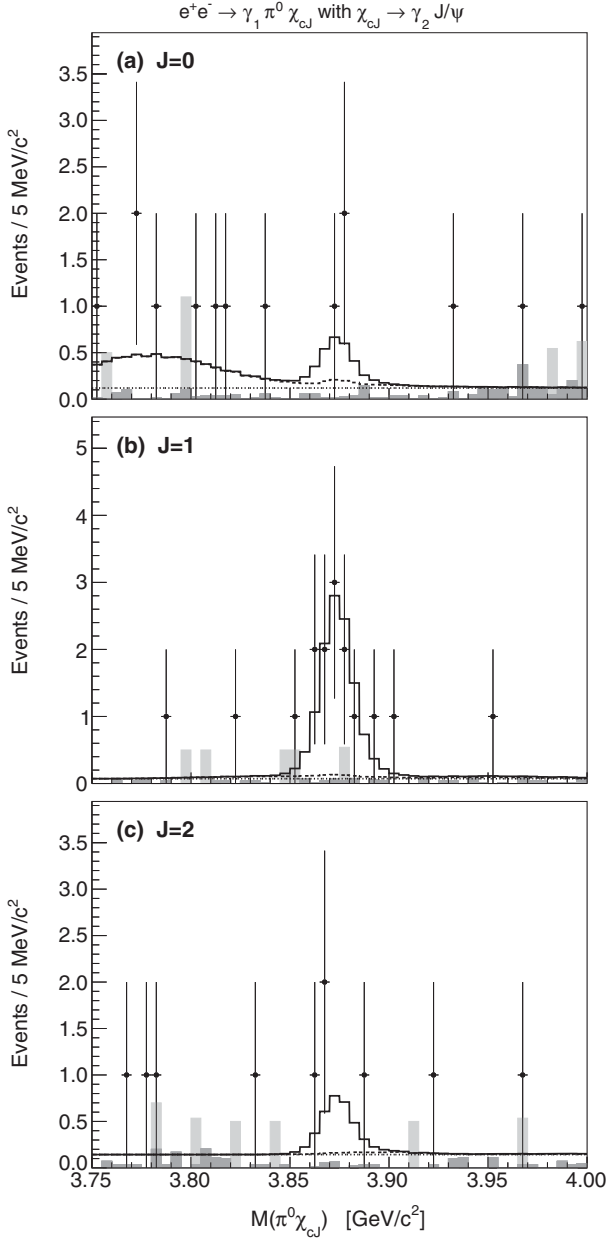 e⁺e⁻ → γ₁ π⁰ χ_cJ with χ_cJ → γ₂ J/ψ
(a) J=0
Events / 5 MeV/c²
3.5
3.0
2.5
2.0
1.5
1.0
0.5
0.0
(b) J=1
Events / 5 MeV/c²
5
4
3
2
1
0
(c) J=2
Events / 5 MeV/c²
3.5
3.0
2.5
2.0
1.5
1.0
0.5
0.0
3.75 3.80 3.85 3.90 3.95 4.00
M(π⁰χ_cJ) [GeV/c²]